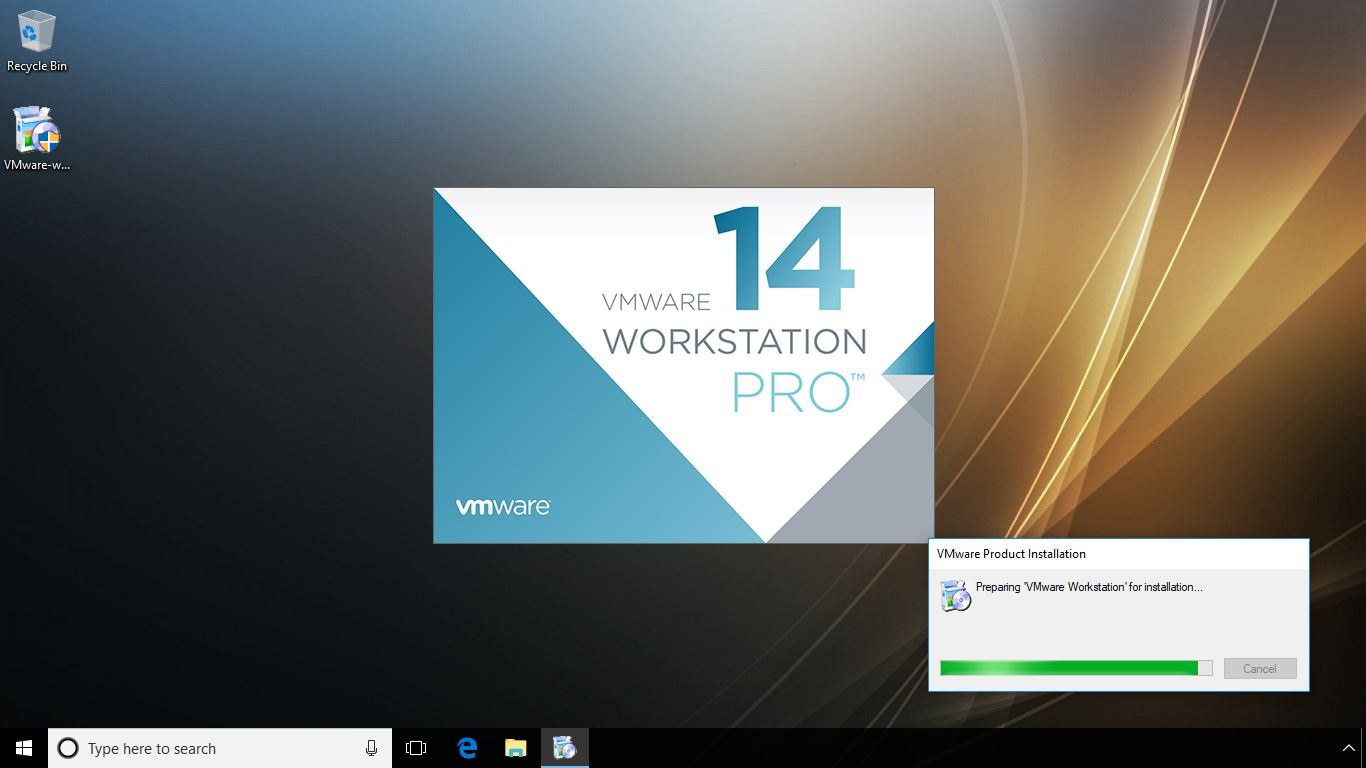 Recycle Bin
VMware-w...
14
VMWARE
WORKSTATION
PRO™
vmware®
VMware Product Installation
Preparing 'VMware Workstation' for installation...
Cancel
Type here to search